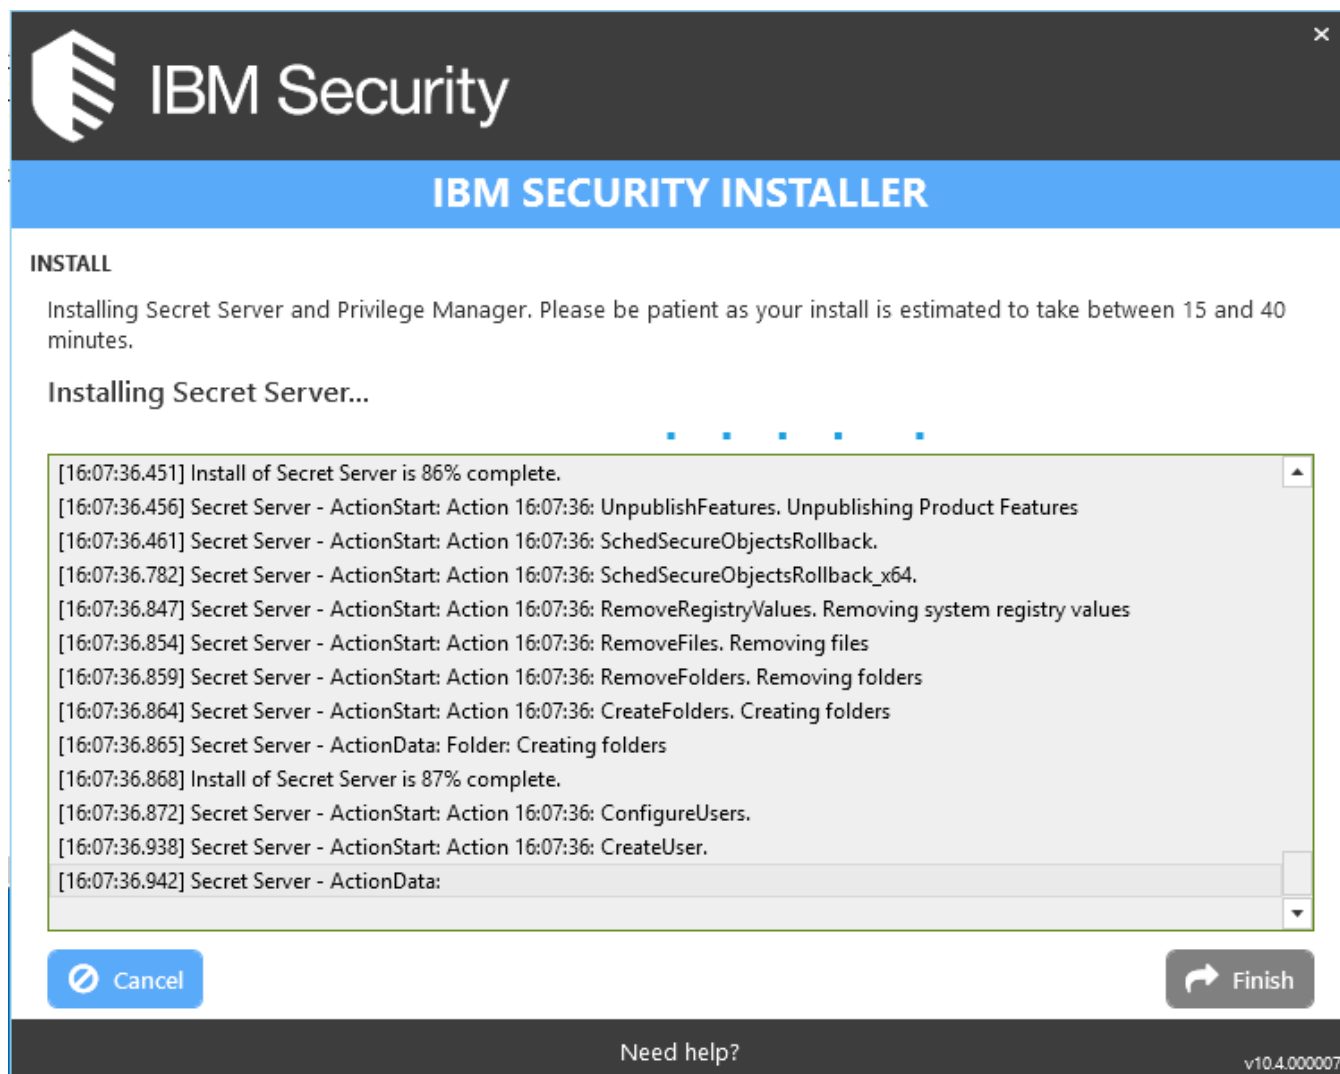 IBM Security
IBM SECURITY INSTALLER
INSTALL
Installing Secret Server and Privilege Manager. Please be patient as your install is estimated to take between 15 and 40
minutes.
Installing Secret Server...
[16:07:36.451] Install of Secret Server is 86% complete.
[16:07:36.456] Secret Server - ActionStart: Action 16:07:36: UnpublishFeatures. Unpublishing Product Features
[16:07:36.461] Secret Server - ActionStart: Action 16:07:36: SchedSecureObjectsRollback.
[16:07:36.782] Secret Server - ActionStart: Action 16:07:36: SchedSecureObjectsRollback_x64.
[16:07:36.847] Secret Server - ActionStart: Action 16:07:36: RemoveRegistryValues. Removing system registry values
[16:07:36.854] Secret Server - ActionStart: Action 16:07:36: RemoveFiles. Removing files
[16:07:36.859] Secret Server - ActionStart: Action 16:07:36: RemoveFolders. Removing folders
[16:07:36.864] Secret Server - ActionStart: Action 16:07:36: CreateFolders. Creating folders
[16:07:36.865] Secret Server - ActionData: Folder: Creating folders
[16:07:36.868] Install of Secret Server is 87% complete.
[16:07:36.872] Secret Server - ActionStart: Action 16:07:36: ConfigureUsers.
[16:07:36.938] Secret Server - ActionStart: Action 16:07:36: CreateUser.
[16:07:36.942] Secret Server - ActionData:
Cancel
Finish
Need help?
v10.4.000007